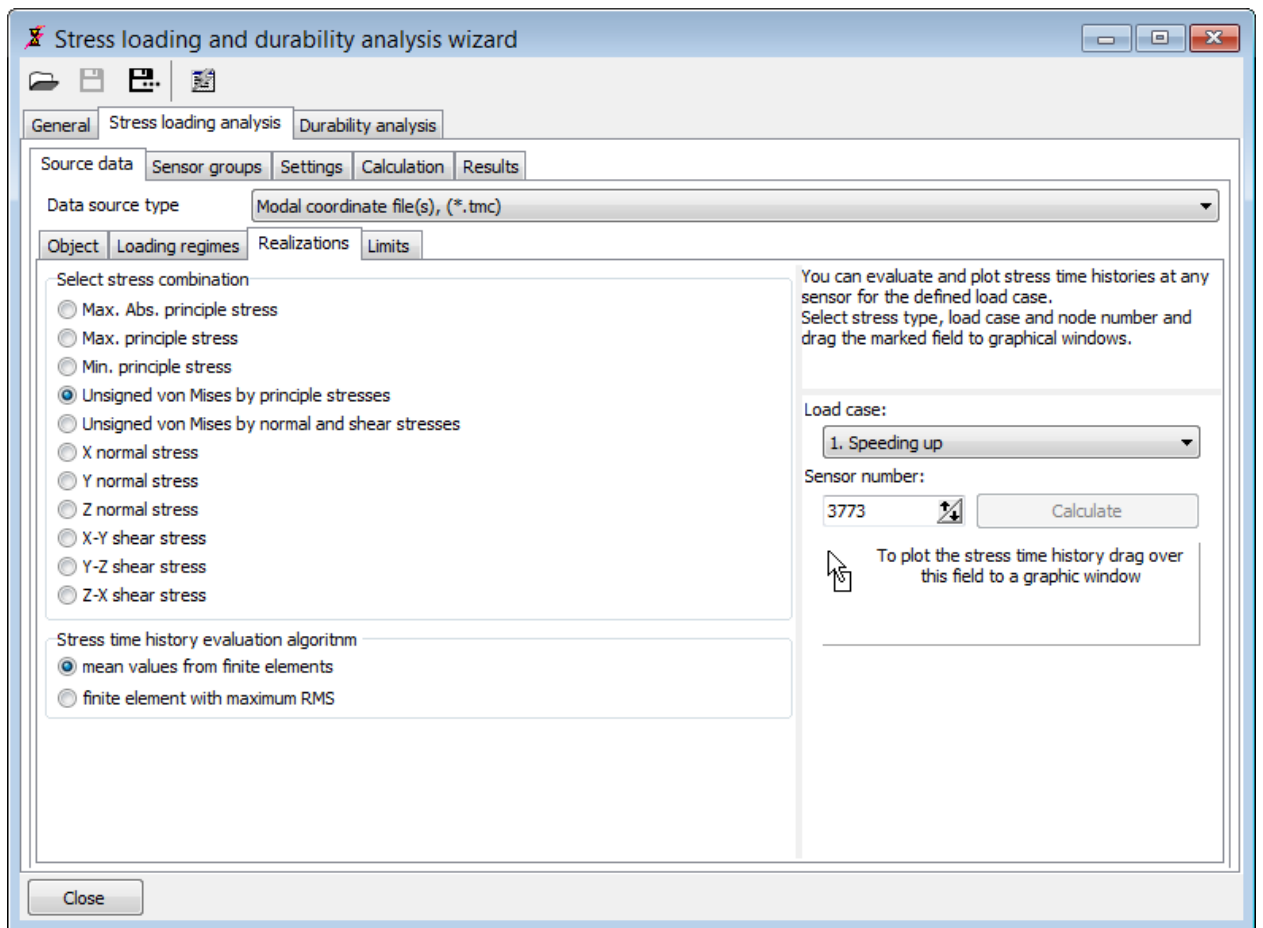 Stress loading and durability analysis wizard
General Stress loading analysis Durability analysis
Source data Sensor groups Settings Calculation Results
Data source type Modal coordinate file(s), (*.tmc)
Object Loading regimes Realizations Limits
Select stress combination
Max. Abs. principle stress
Max. principle stress
Min. principle stress
Unsigned von Mises by principle stresses
Unsigned von Mises by normal and shear stresses
X normal stress
Y normal stress
Z normal stress
X-Y shear stress
Y-Z shear stress
Z-X shear stress
Stress time history evaluation algoritnm
mean values from finite elements
finite element with maximum RMS
You can evaluate and plot stress time histories at any
sensor for the defined load case.
Select stress type, load case and node number and
drag the marked field to graphical windows.
Load case:
1. Speeding up
Sensor number:
3773 Calculate
To plot the stress time history drag over
this field to a graphic window
Close